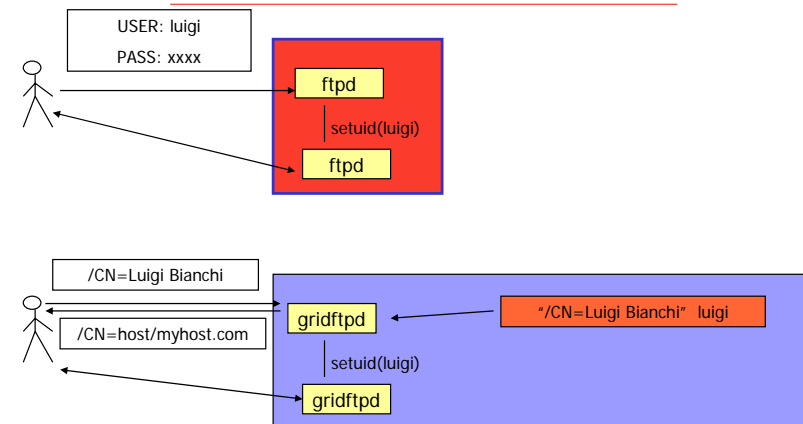 USER: luigi
PASS: xxxx
ftpd
setuid(luigi)
ftpd
/CN=Luigi Bianchi
/CN=host/myhost.com
gridftpd
“/CN=Luigi Bianchi” luigi
setuid(luigi)
gridftpd